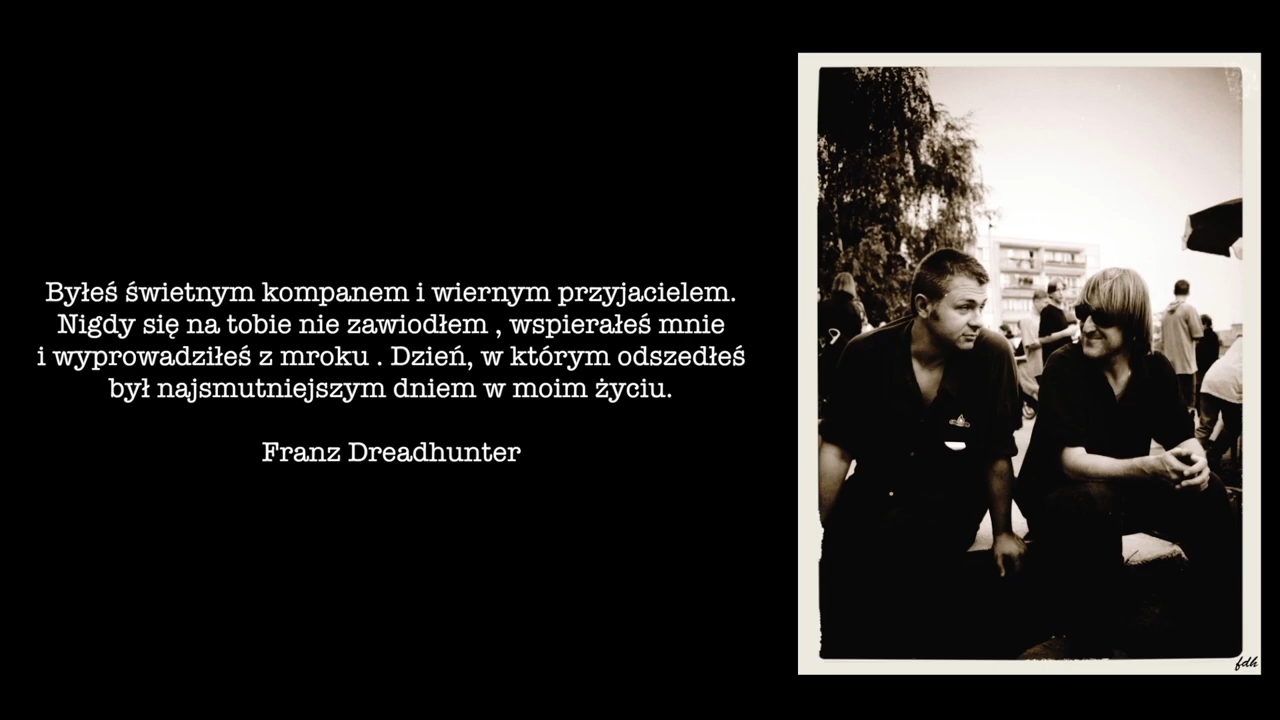 Byłeś świetnym kompanem i wiernym przyjacielem.
Nigdy się na tobie nie zawiodłem , wspierałeś mnie
i wyprowadziłeś z mroku . Dzień, w którym odszedłeś
był najsmutniejszym dniem w moim życiu.
Franz Dreadhunter
fdh